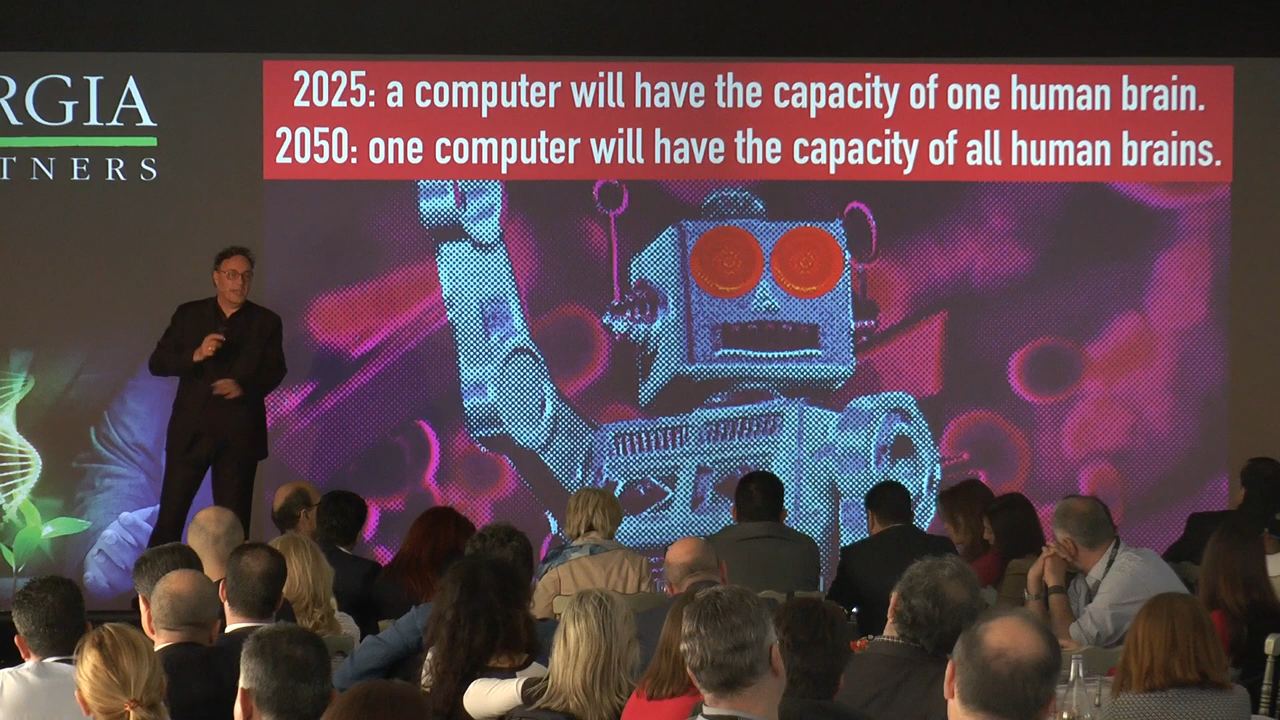 RGIA
TNERS
2025: a computer will have the capacity of one human brain.
2050: one computer will have the capacity of all human brains.